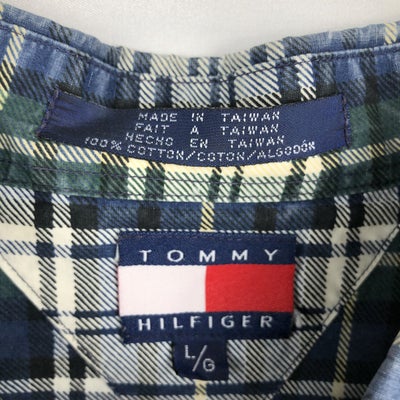 MADE IN TAIWAN
FAIT A TAIWAN
HECHO EN TAIWAN
100% COTTON/COTON/ALGODON
TOMMY
HILFIGER
L/G